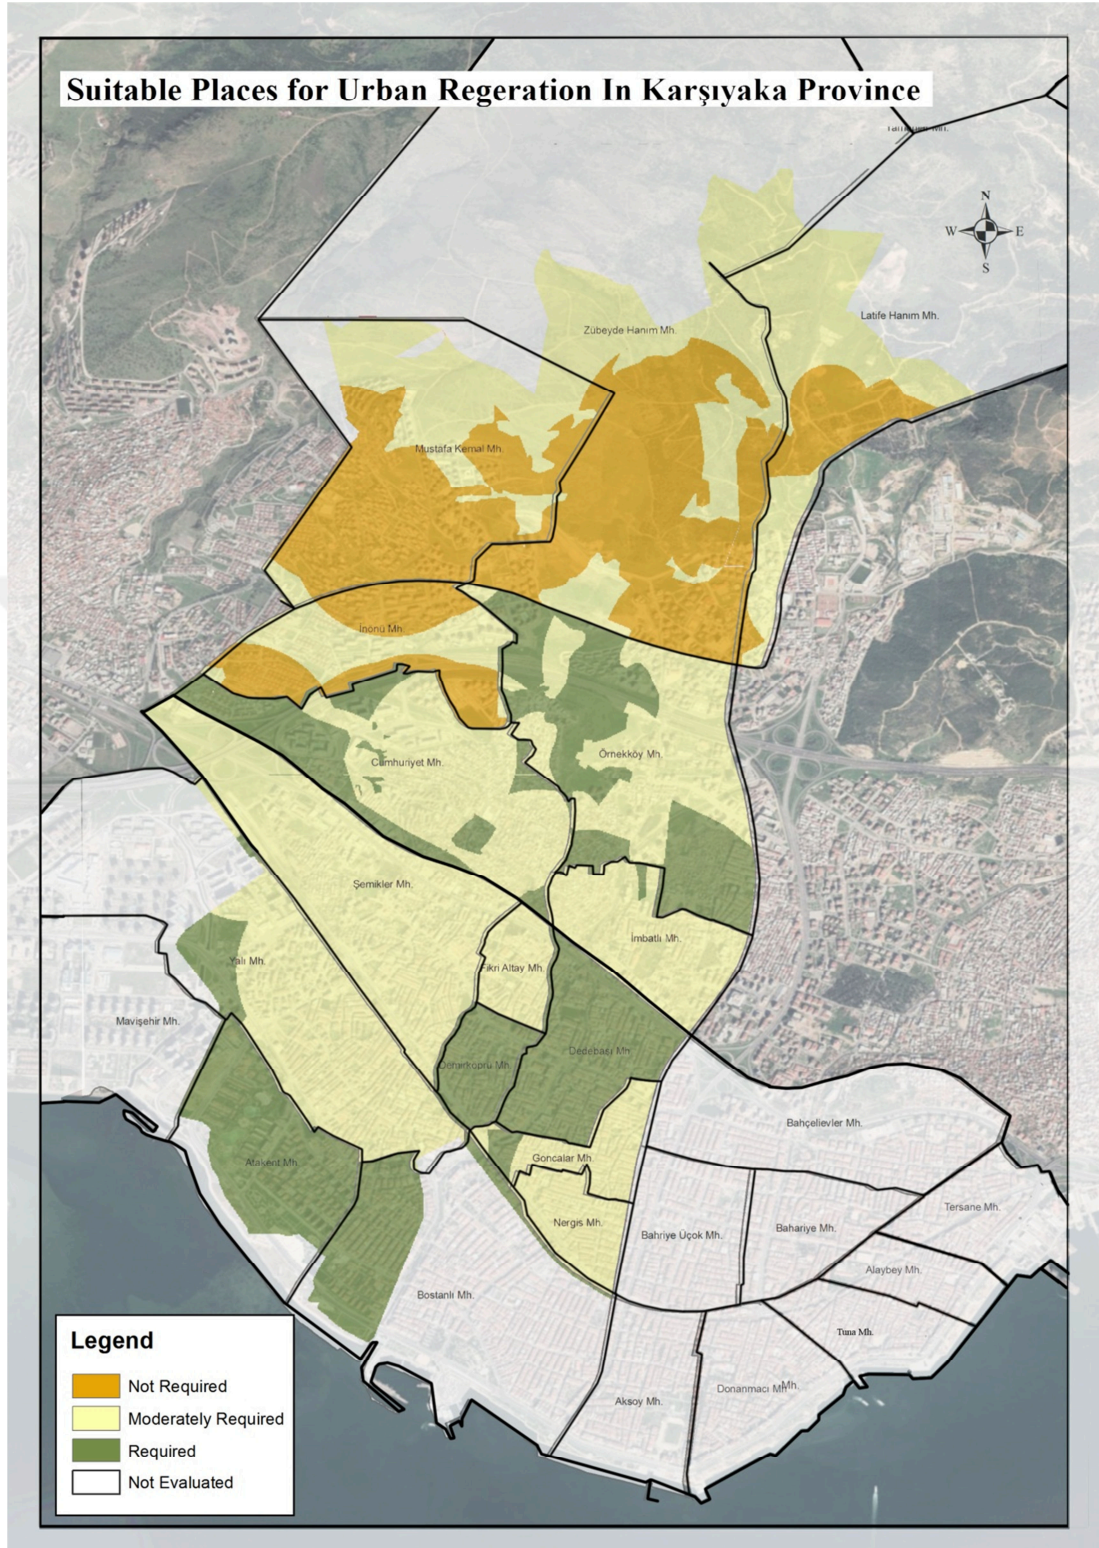 Suitable Places for Urban Regeration In Karşıyaka Province
N
W E
S
Latife Hanım Mh.
Zübeyde Hanım Mh.
Mustafa Kemal Mh.
İnönü Mh.
Örnekköy Mh.
Cumhuriyet Mh.
Şemikler Mh.
İmbatlı Mh.
Yalı Mh.
Fikri Altay Mh.
Mavişehir Mh.
Dedebaşı Mh.
Demirköprü Mh.
Bahçelievler Mh.
Goncalar Mh.
Atakent Mh.
Tersane Mh.
Nergis Mh.
Bahariye Mh.
Bahriye Üçok Mh.
Alaybey Mh.
Bostanlı Mh.
Tuna Mh.
Donanmacı Mh.
Mh.
Aksoy Mh.
Legend
Not Required
Moderately Required
Required
Not Evaluated